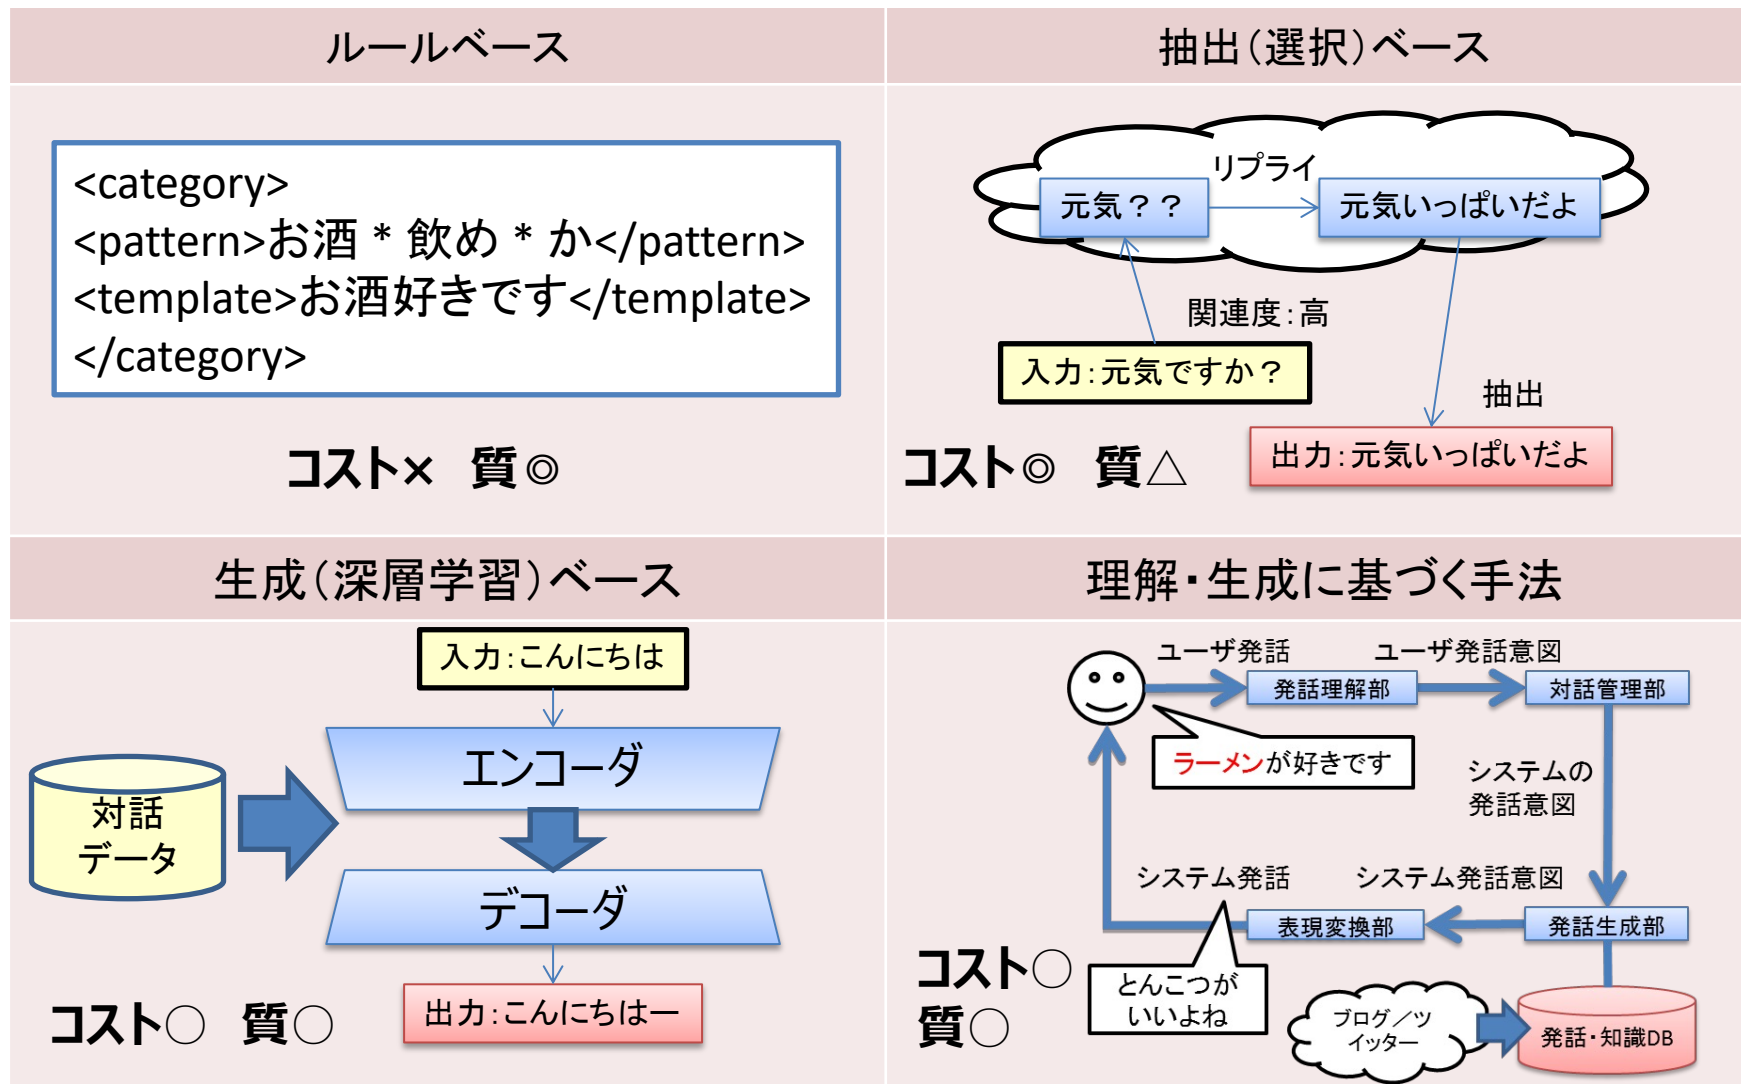 ルールベース
<category>
<pattern>お酒 * 飲め * か</pattern>
<template>お酒好きです</template>
</category>
コスト× 質◎
抽出(選択)ベース
リプライ
元気??
元気いっぱいだよ
関連度:高
入力:元気ですか?
抽出
出力:元気いっぱいだよ
コスト◎ 質△
生成(深層学習)ベース
入力:こんにちは
エンコーダ
対話
データ
デコーダ
出力:こんにちはー
コスト○ 質○
理解・生成に基づく手法
ユーザ発話
ユーザ発話意図
発話理解部
対話管理部
ラーメンが好きです
システムの
発話意図
システム発話
システム発話意図
表現変換部
発話生成部
とんこつが
いいよね
ブログ/ツ
イッター
発話・知識DB
コスト○
質○